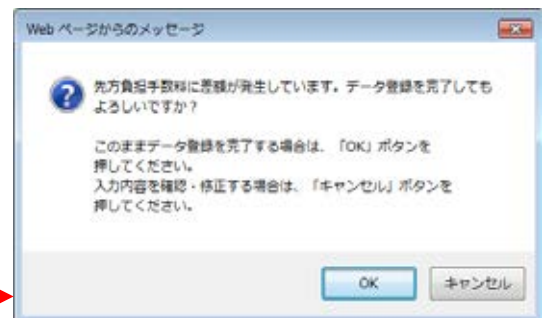 Web ページからのメッセージ
先方負担手数料に差額が発生しています。データ登録を完了しても
よろしいですか？
このままデータ登録を完了する場合は、「OK」ボタンを
押してください。
入力内容を確認・修正する場合は、「キャンセル」ボタンを
押してください。
OK
キャンセル